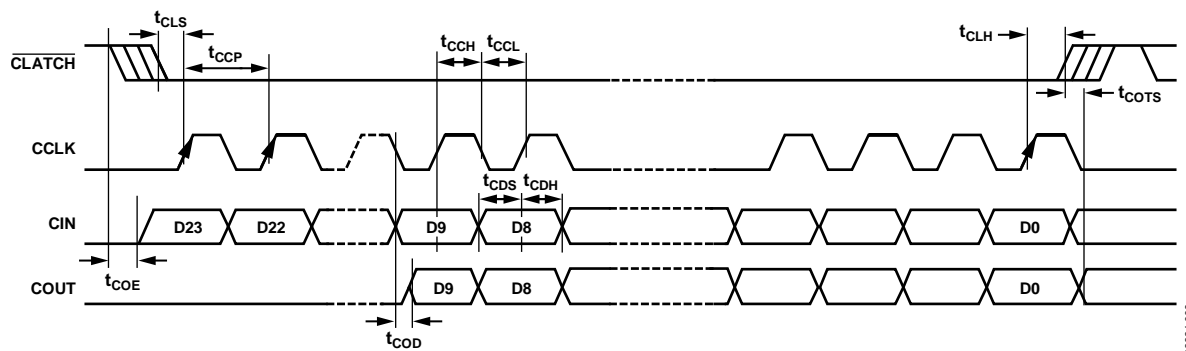 tCLS
tCCP
tCCH
tCCL
tCLH
CLATCH
tCOTS
CCLK
tCDS
tCDH
CIN
D23
D22
D9
D8
D0
tCOE
COUT
D9
D8
D0
tCOD